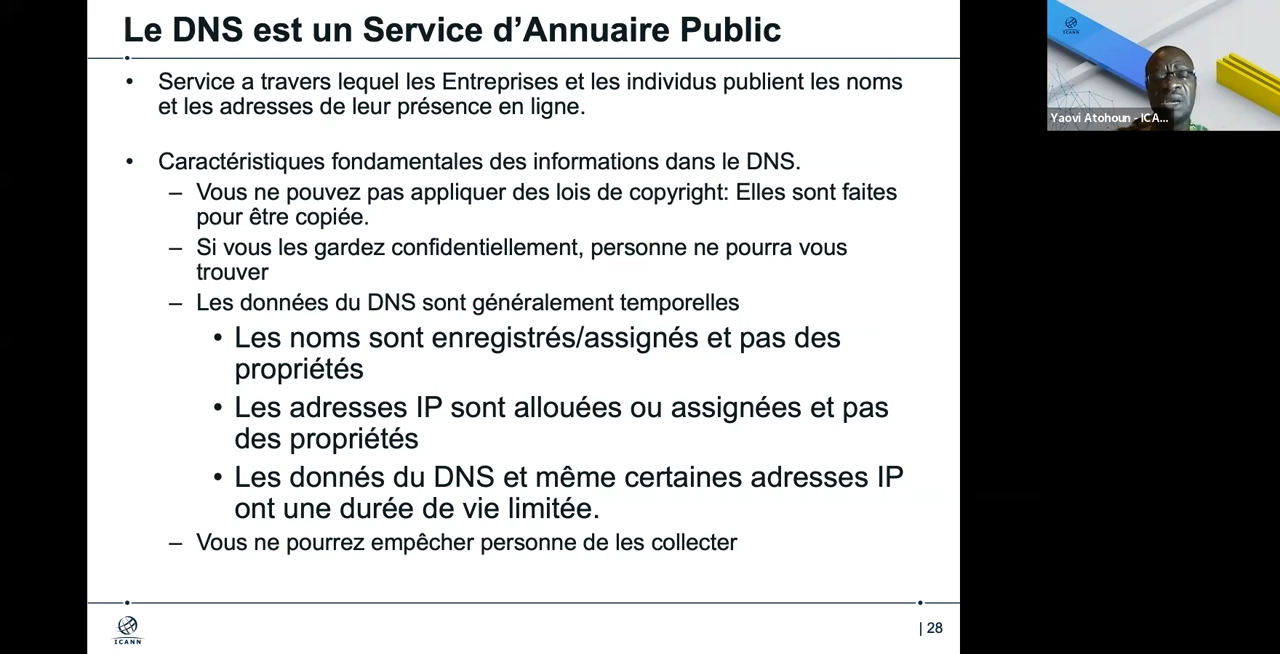 Le DNS est un Service d’Annuaire Public
• Service a travers lequel les Entreprises et les individus publient les noms
et les adresses de leur présence en ligne.
• Caractéristiques fondamentales des informations dans le DNS.
– Vous ne pouvez pas appliquer des lois de copyright: Elles sont faites
pour être copiée.
– Si vous les gardez confidentiellement, personne ne pourra vous
trouver
– Les données du DNS sont généralement temporelles
• Les noms sont enregistrés/assignés et pas des
propriétés
• Les adresses IP sont allouées ou assignées et pas
des propriétés
• Les donnés du DNS et même certaines adresses IP
ont une durée de vie limitée.
– Vous ne pourrez empêcher personne de les collecter
ICANN
| 28
ICANN
Yaovi Atohoun - ICA...